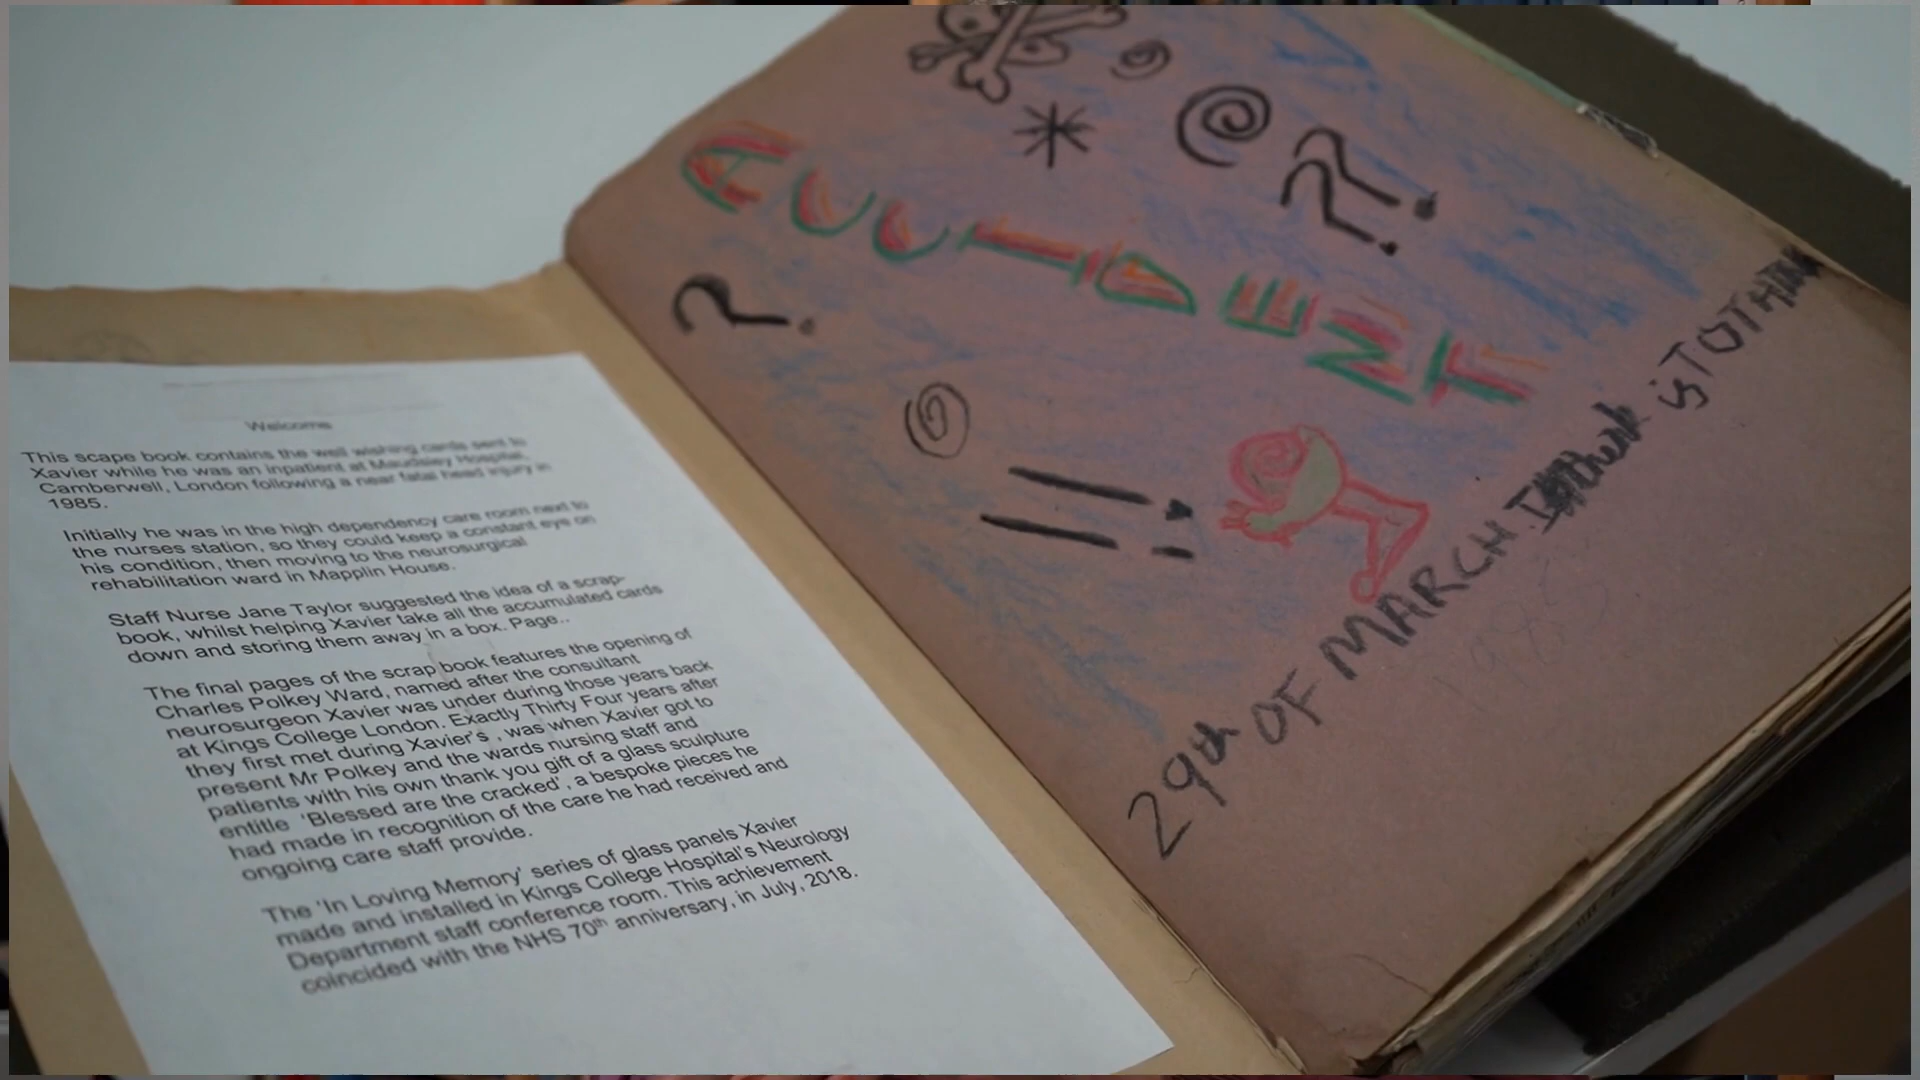 Welcome
This scape book contains the well wishing cards sent to
Xavier while he was an inpatient at Maudsley Hospital,
Camberwell, London following a near fatal head injury in
1985.
Initially he was in the high dependency care room next to
the nurses station, so they could keep a constant eye on
his condition, then moving to the neurosurgical
rehabilitation ward in Mapplin House.
Staff Nurse Jane Taylor suggested the idea of a scrap-
book, whilst helping Xavier take all the accumulated cards
down and storing them away in a box. Page..
The final pages of the scrap book features the opening of
Charles Polkey Ward, named after the consultant
neurosurgeon Xavier was under during those years back
at Kings College London. Exactly Thirty Four years after
they first met during Xavier's , was when Xavier got to
present Mr Polkey and the wards nursing staff and
patients with his own thank you gift of a glass sculpture
entitle 'Blessed are the cracked', a bespoke pieces he
had made in recognition of the care he had received and
ongoing care staff provide.
The 'In Loving Memory' series of glass panels Xavier
made and installed in Kings College Hospital's Neurology
Department staff conference room. This achievement
coincided with the NHS 70th anniversary, in July, 2018.
* @ ??
ACCIDENT
?
!!
29th OF MARCH I think is TO THINK
1985